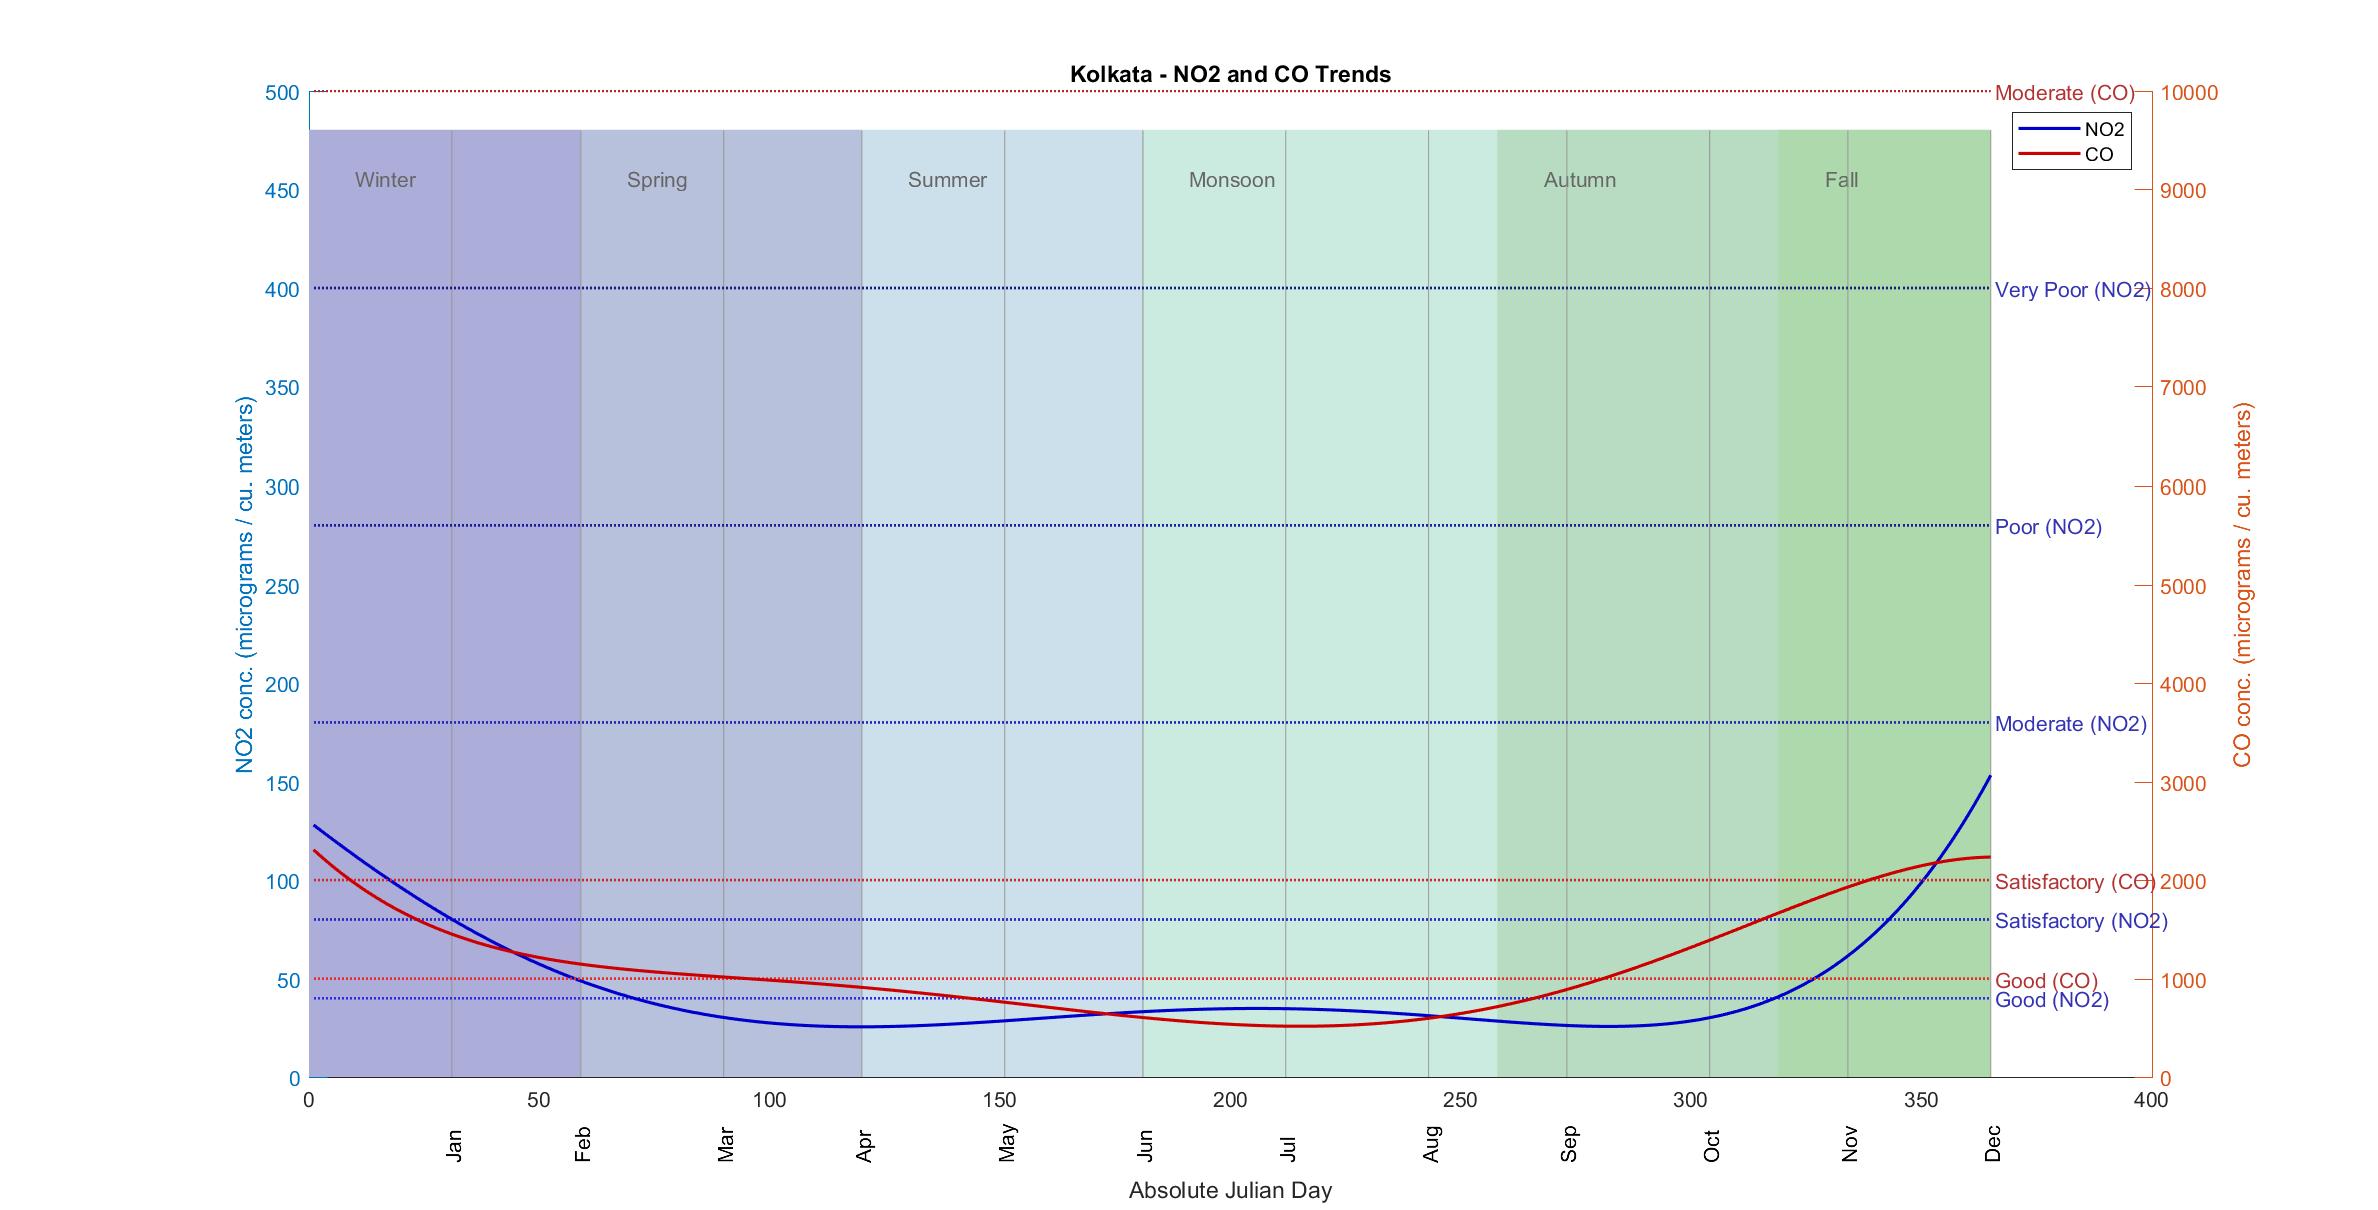 Kolkata - NO2 and CO Trends
500
450
400
350
300
250
200
150
100
50
0
NO2 conc. (micrograms / cu. meters)
Winter
Spring
Summer
Monsoon
Autumn
Fall
Moderate (CO)
NO2
CO
Very Poor (NO2)
Poor (NO2)
Moderate (NO2)
Satisfactory (CO)
Satisfactory (NO2)
Good (CO)
Good (NO2)
10000
9000
8000
7000
6000
5000
4000
3000
2000
1000
0
CO conc. (micrograms / cu. meters)
0 50 100 150 200 250 300 350 400
Jan Feb Mar Apr May Jun Jul Aug Sep Oct Nov Dec
Absolute Julian Day